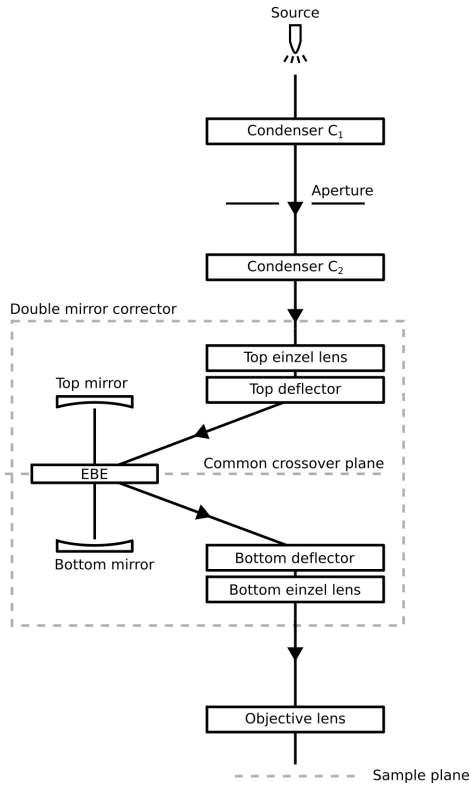 Source
Condenser C₁
Aperture
Condenser C₂
Double mirror corrector
Top einzel lens
Top mirror
Top deflector
Common crossover plane
EBE
Bottom deflector
Bottom mirror
Bottom einzel lens
Objective lens
Sample plane